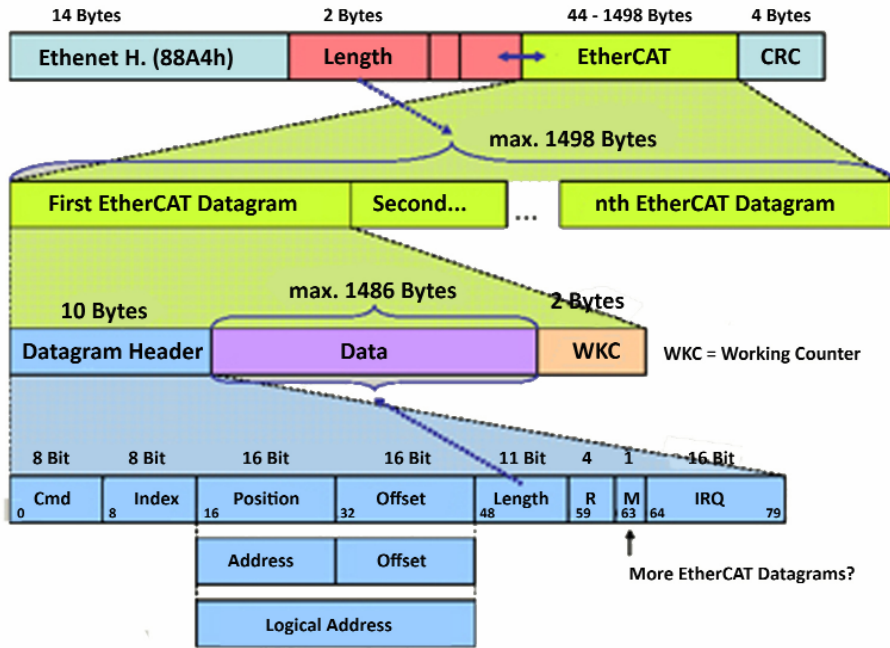 14 Bytes 2 Bytes 44 - 1498 Bytes 4 Bytes
Ethenet H. (88A4h) Length EtherCAT CRC
max. 1498 Bytes
First EtherCAT Datagram Second... ... nth EtherCAT Datagram
max. 1486 Bytes
10 Bytes 2 Bytes
Datagram Header Data WKC WKC = Working Counter
8 Bit 8 Bit 16 Bit 16 Bit 11 Bit 4 1 16 Bit
Cmd Index Position Offset Length R M IRQ
0 8 16 32 48 59 63 64 79
Address Offset
More EtherCAT Datagrams?
Logical Address